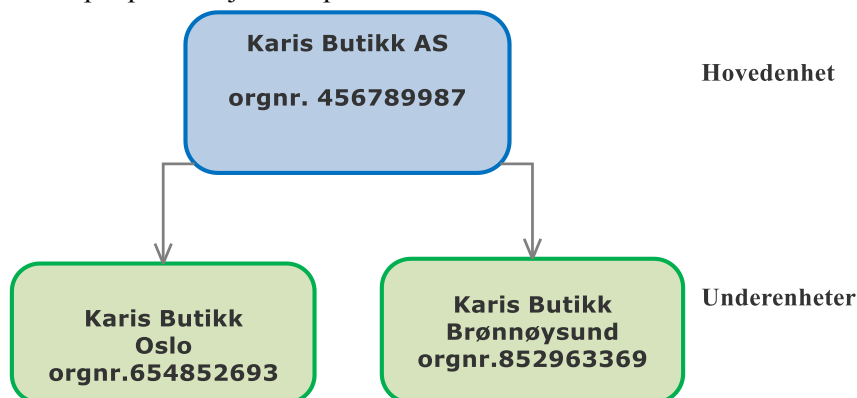 Karis Butikk AS
orgnr. 456789987
Hovedenhet
Karis Butikk
Oslo
orgnr.654852693
Karis Butikk
Brønnøysund
orgnr.852963369
Underenheter